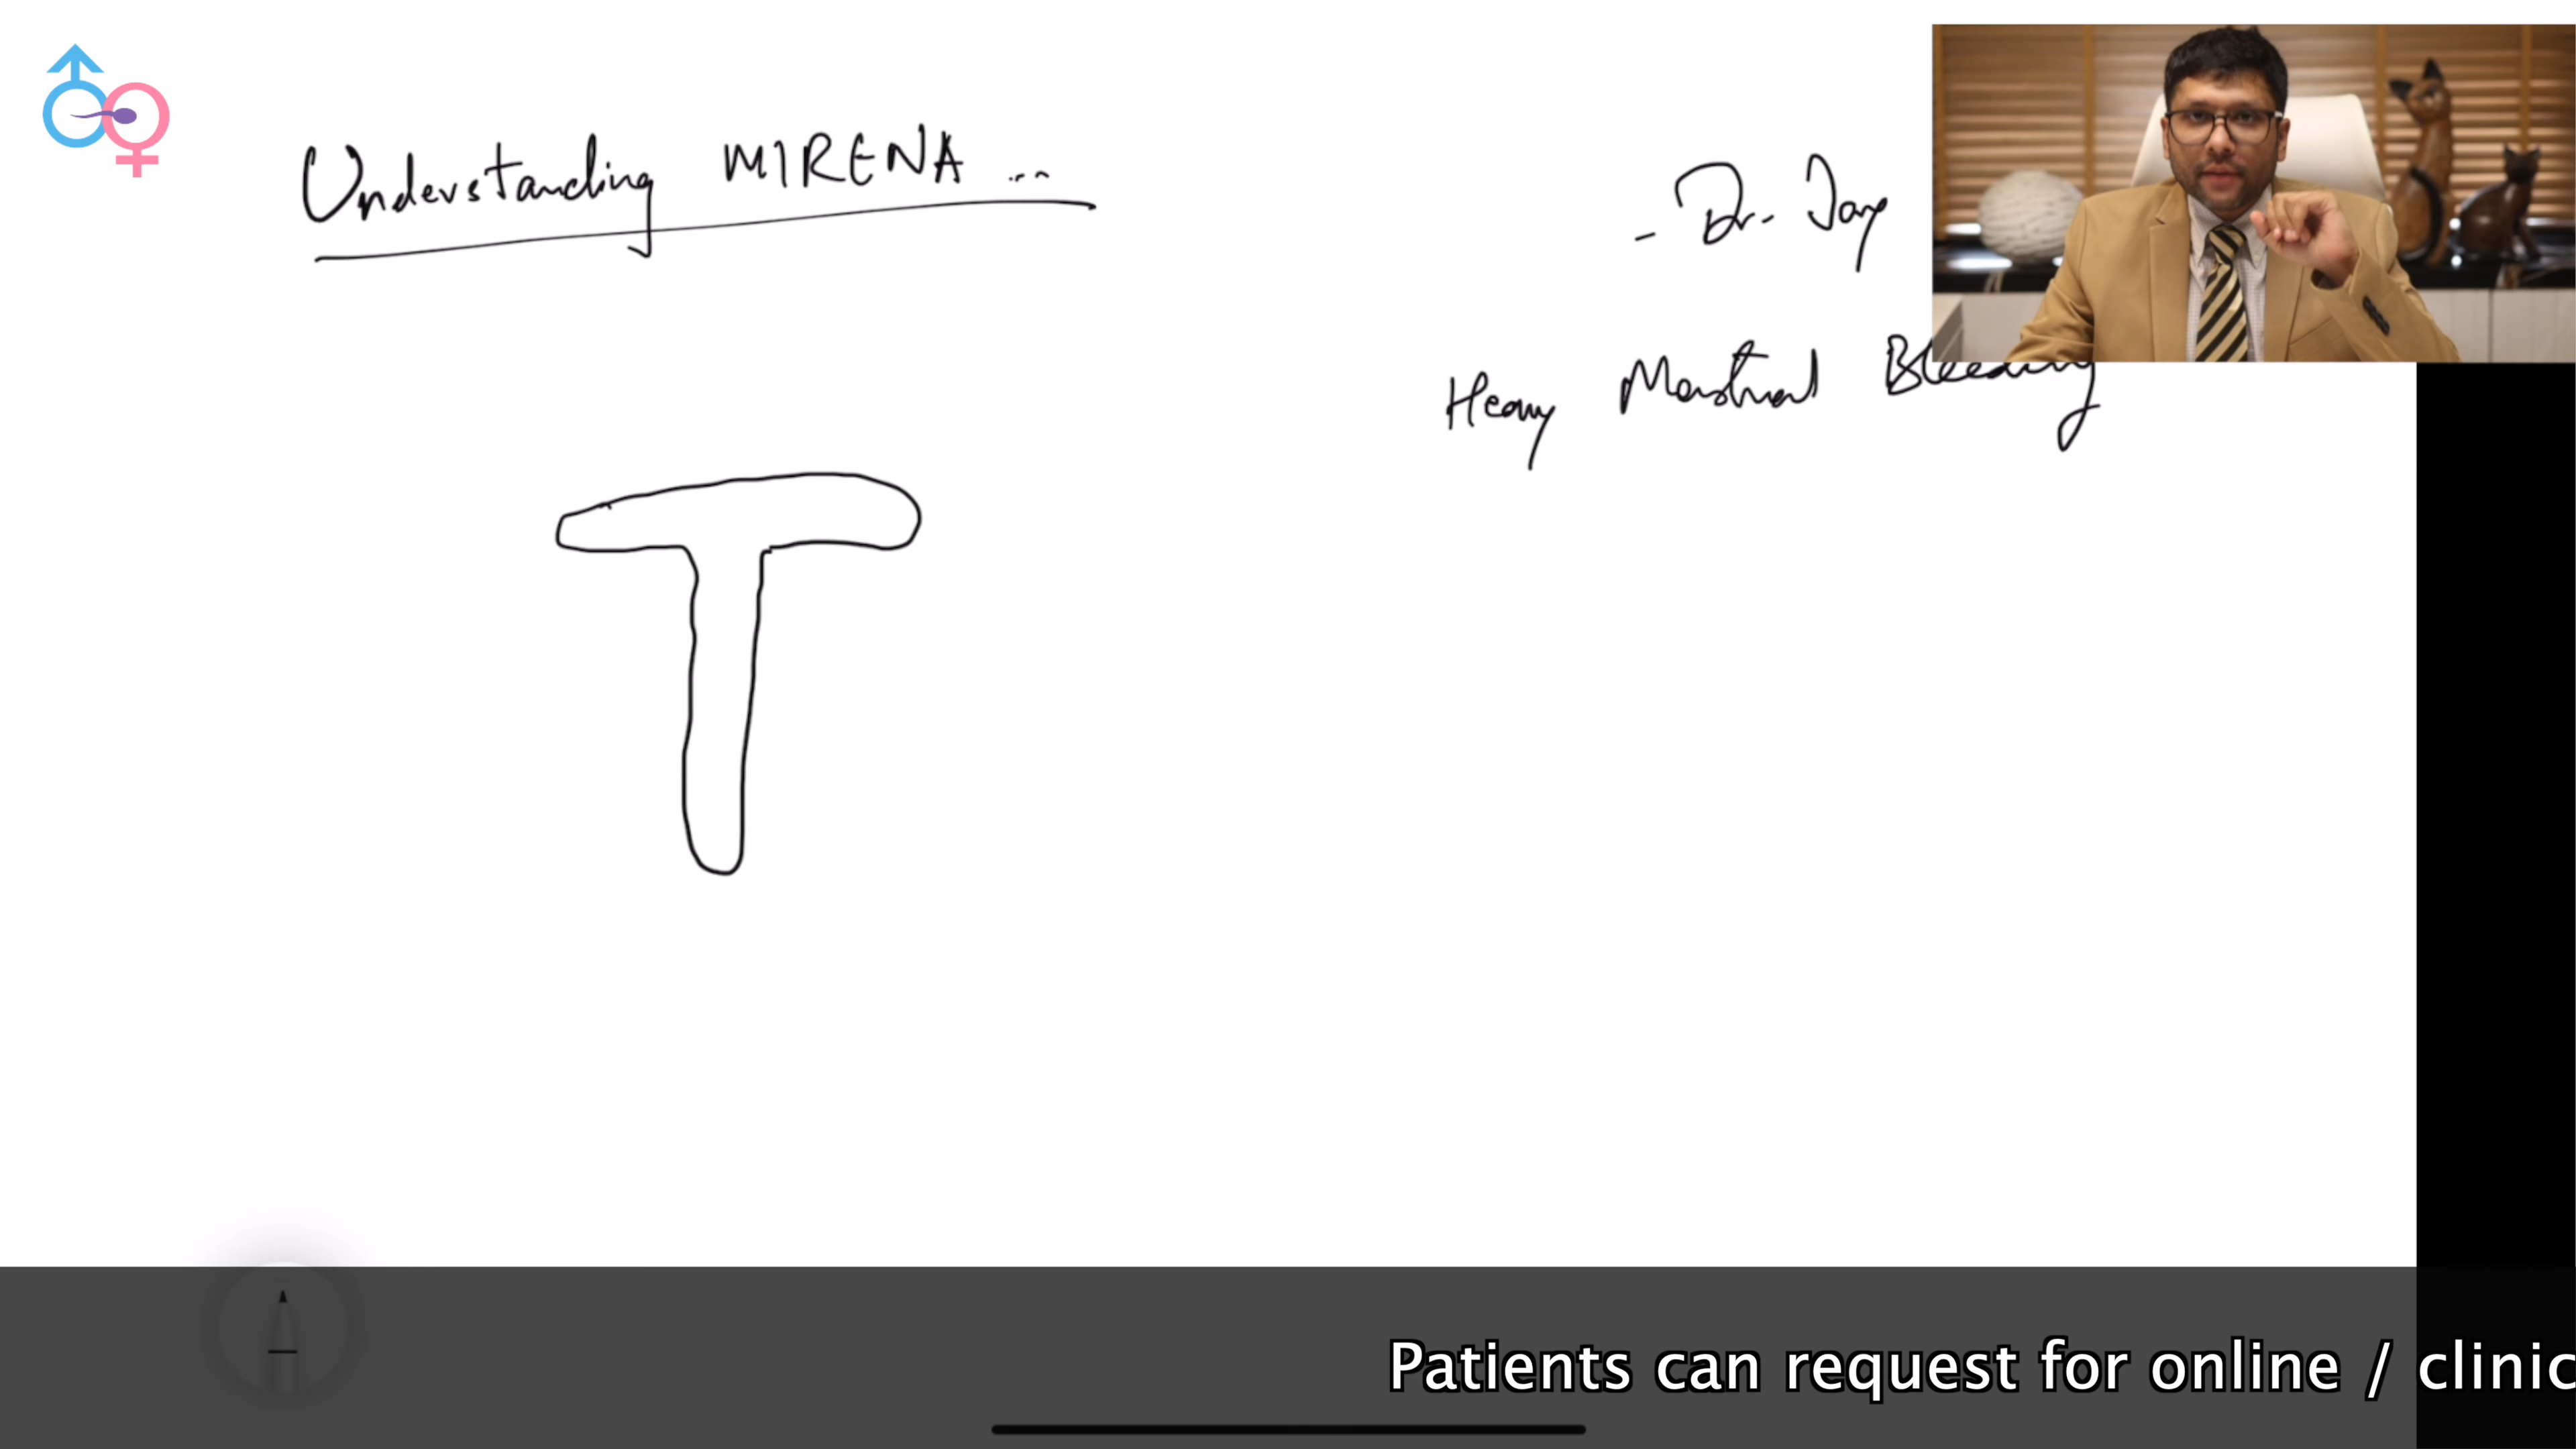 Understanding MIRENA ...
- Dr. Jay
Heavy Menstrual Bleeding
Patients can request for online / clinic